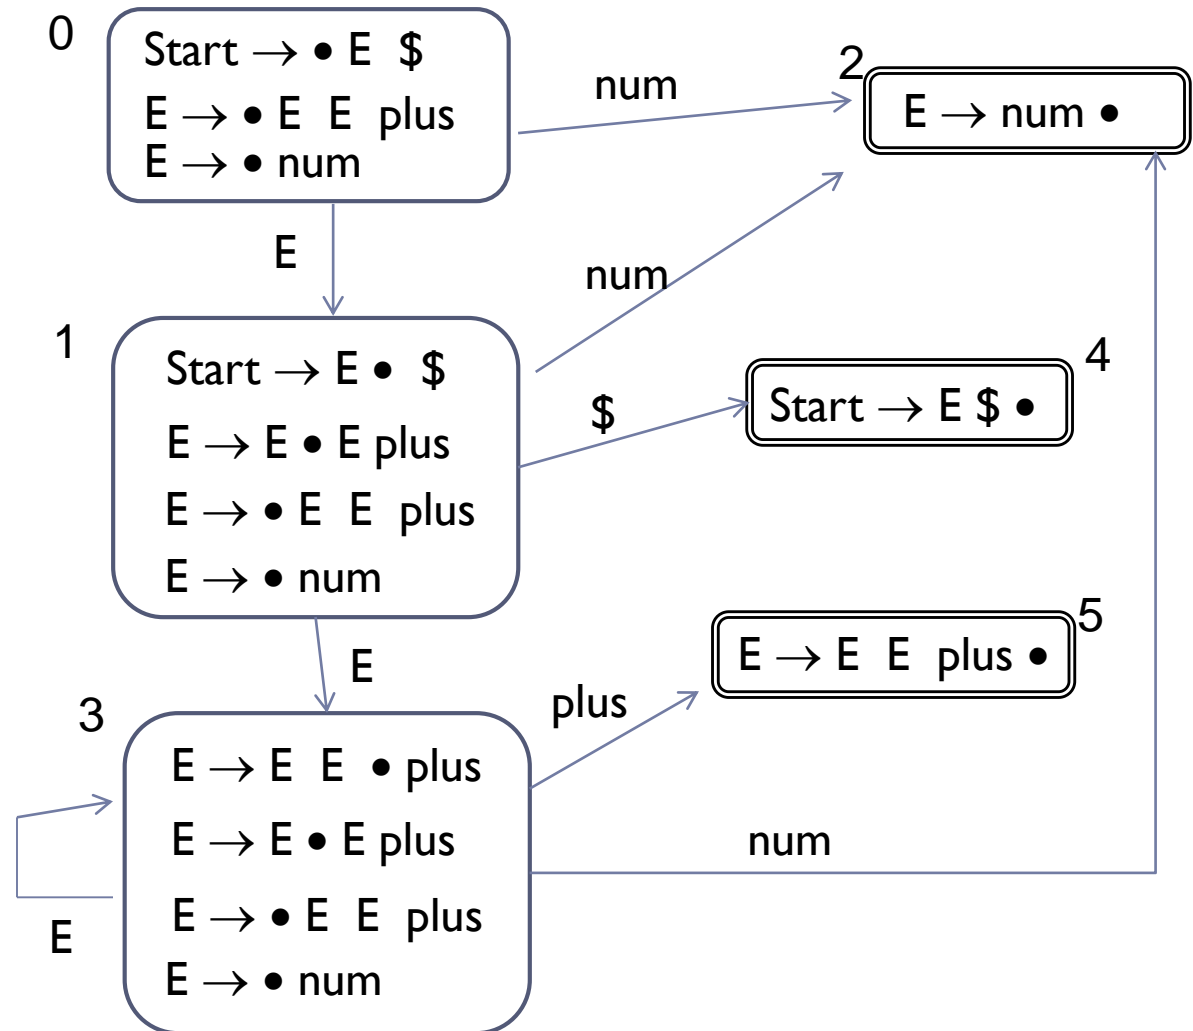 0
Start → • E $
E → • E E plus
E → • num
num
2
E → num •
E
num
1
Start → E • $
E → E • E plus
E → • E E plus
E → • num
$
4
Start → E $ •
E
5
E → E E plus •
plus
3
E → E E • plus
E → E • E plus
E → • E E plus
E → • num
num
E